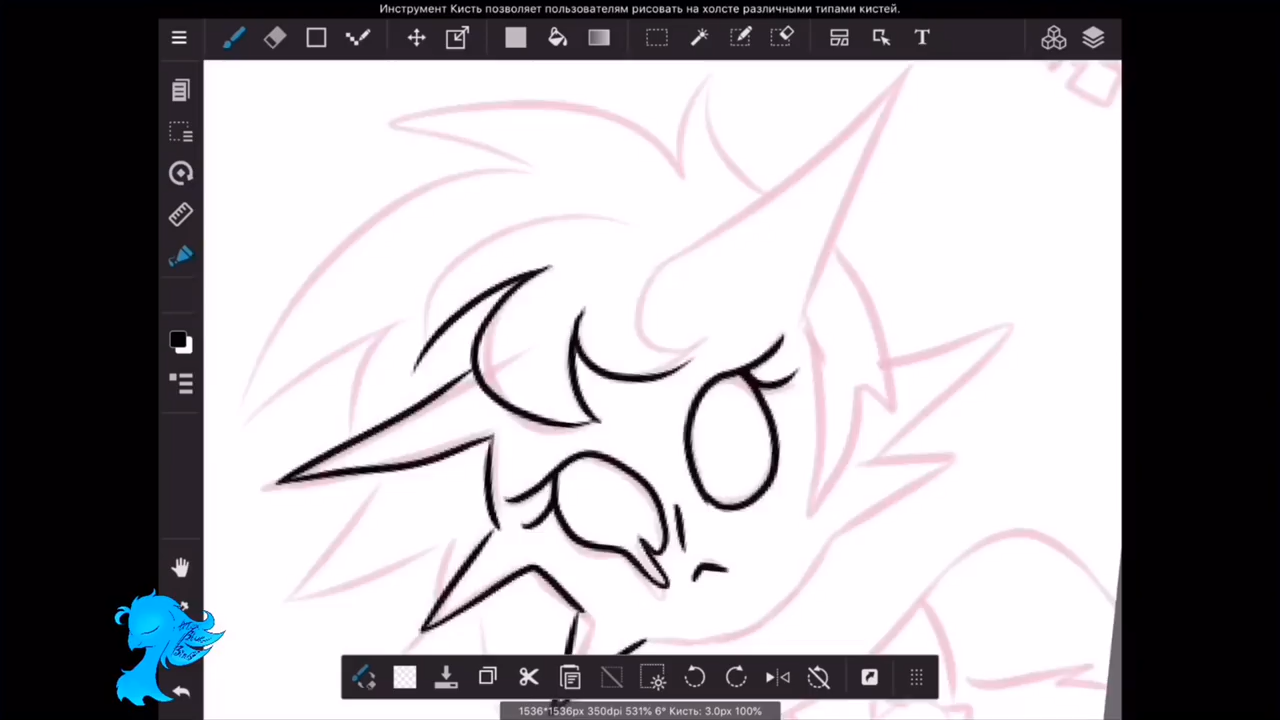 Инструмент Кисть позволяет пользователям рисовать на холсте различными типами кистей.
T
1536*1536px 350dpi 531% 6° Кисть: 3.0px 100%